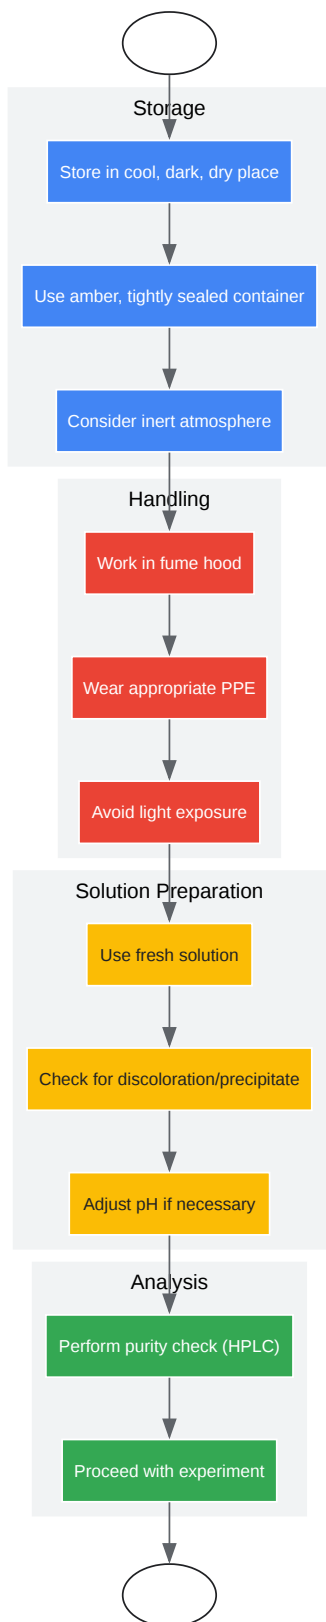 Storage
Store in cool, dark, dry place
Use amber, tightly sealed container
Consider inert atmosphere
Handling
Work in fume hood
Wear appropriate PPE
Avoid light exposure
Solution Preparation
Use fresh solution
Check for discoloration/precipitate
Adjust pH if necessary
Analysis
Perform purity check (HPLC)
Proceed with experiment